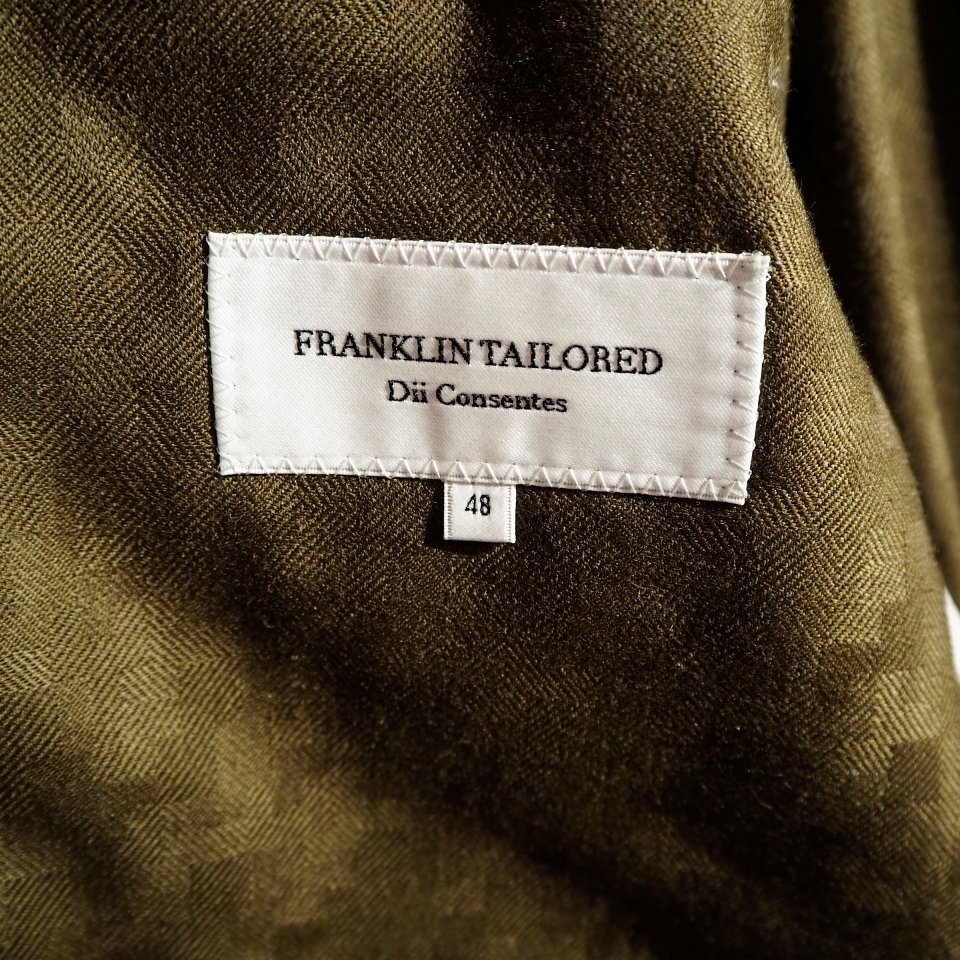 FRANKLIN TAILORED
Dii Consentes
48